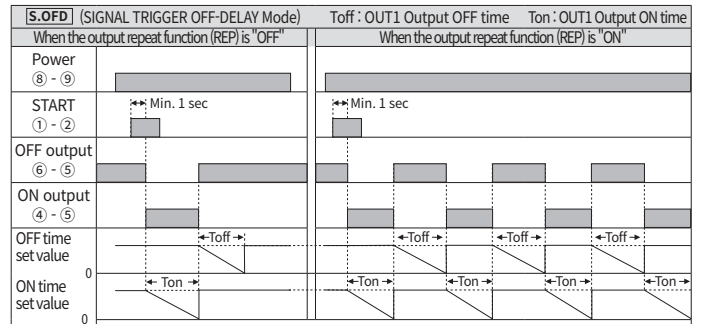 S.OFD (SIGNAL TRIGGER OFF-DELAY Mode) Toff : OUT1 Output OFF time Ton : OUT1 Output ON time
When the output repeat function (REP) is "OFF" When the output repeat function (REP) is "ON"
Power
⑧ - ⑨
START
① - ②
Min. 1 sec Min. 1 sec
OFF output
⑥ - ⑤
ON output
④ - ⑤
OFF time
set value
Toff Toff Toff Toff
0
ON time
set value
Ton Ton Ton Ton Ton
0